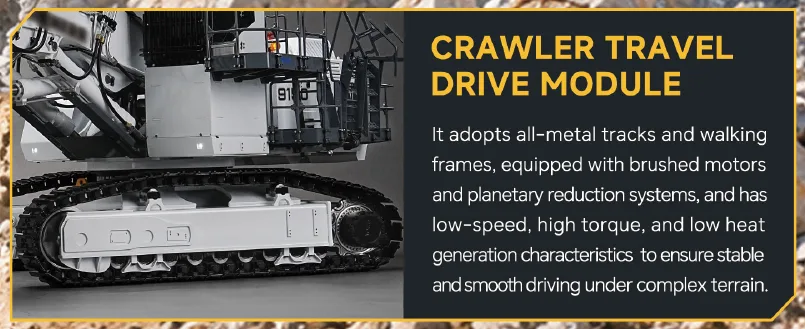 CRAWLER TRAVEL
DRIVE MODULE
It adopts all-metal tracks and walking
frames, equipped with brushed motors
and planetary reduction systems, and has
low-speed, high torque, and low heat
generation characteristics to ensure stable
and smooth driving under complex terrain.